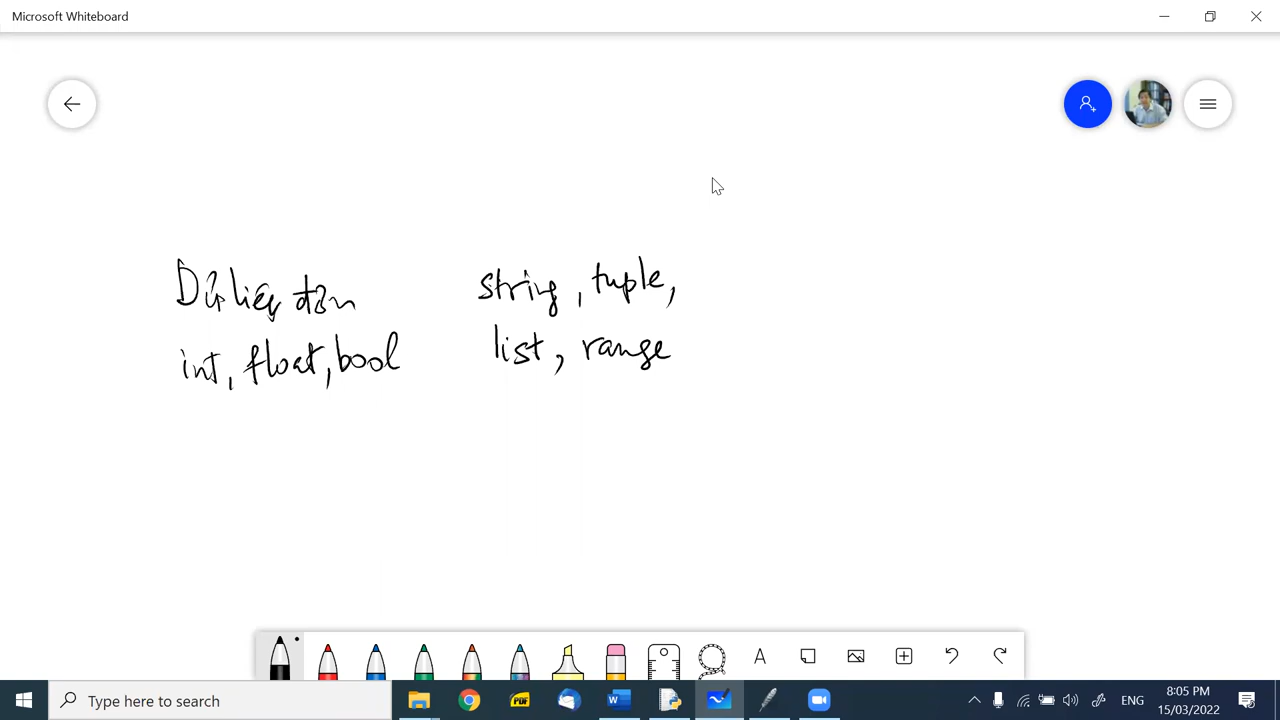 Microsoft Whiteboard
Dữ liệu đơn
int, float, bool
string, tuple,
list, range
A
Type here to search
PDF
ENG
8:05 PM
15/03/2022